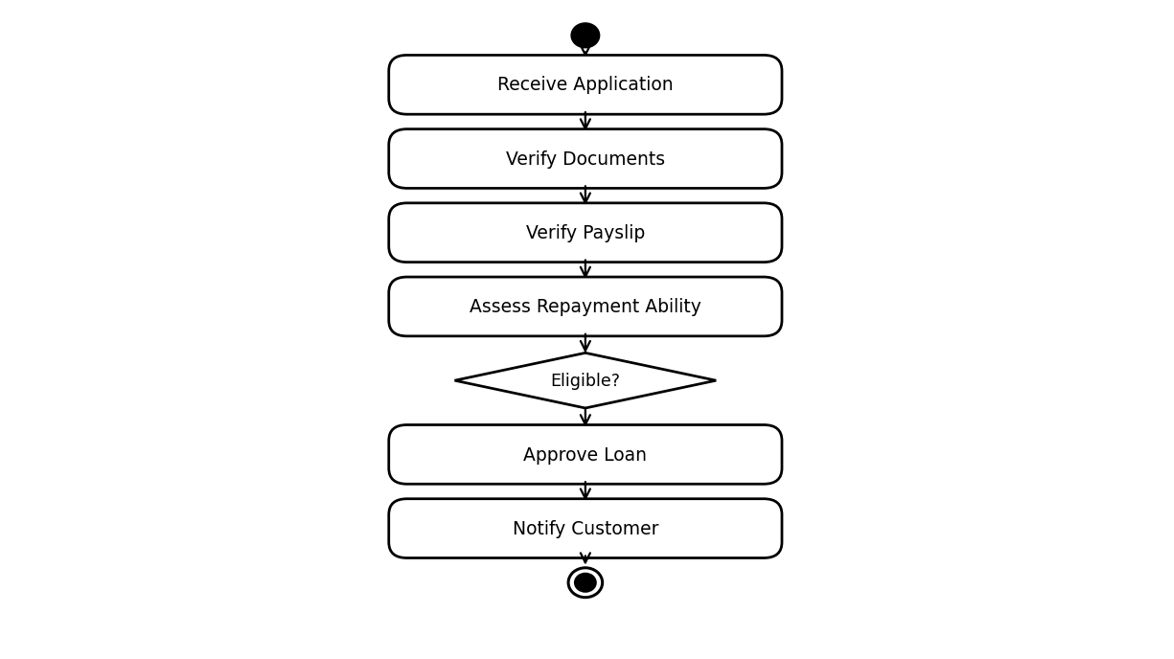 Receive Application
Verify Documents
Verify Payslip
Assess Repayment Ability
Eligible?
Approve Loan
Notify Customer